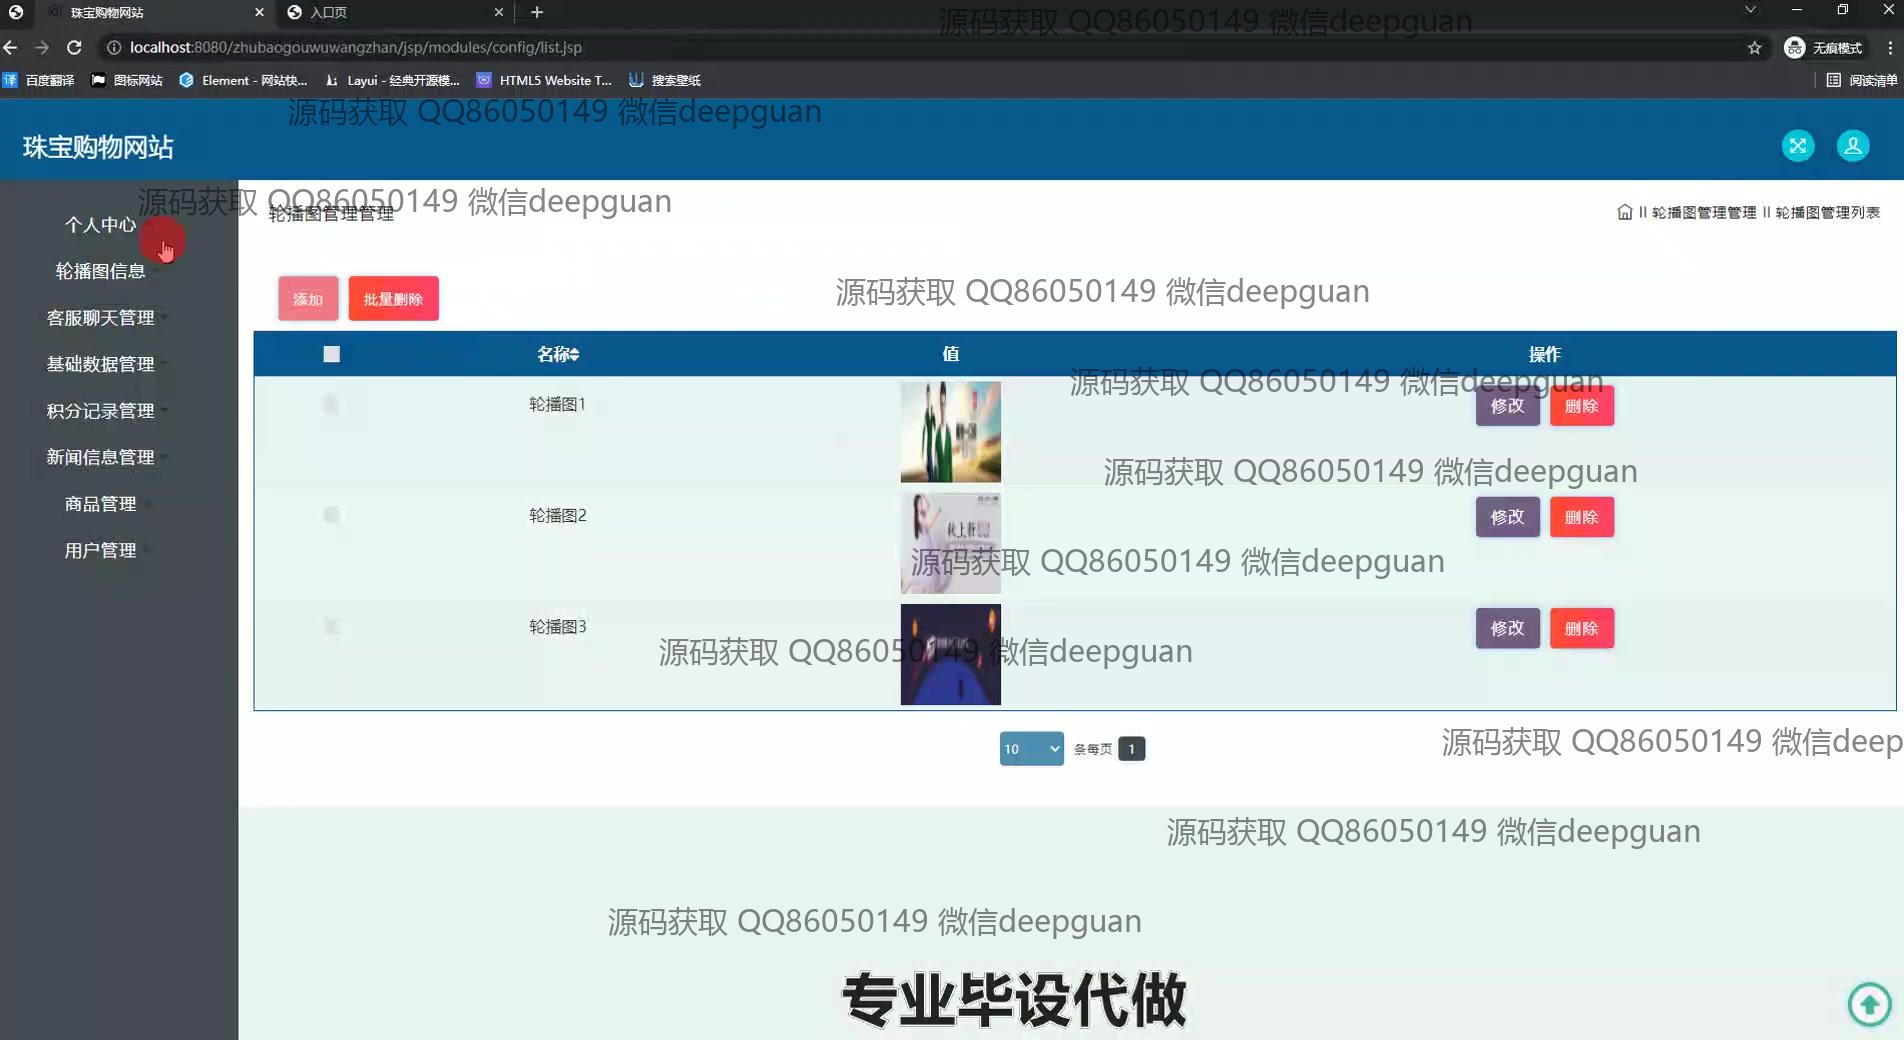 珠宝购物网站
入口页
localhost:8080/zhubaogouwuwangzhan/jsp/modules/config/list.jsp
无痕模式
百度翻译
图标网站
Element - 网站快...
Layui - 经典开源模...
HTML5 Website T...
搜索壁纸
阅读清单
源码获取 QQ86050149 微信deepguan
源码获取 QQ86050149 微信deepguan
珠宝购物网站
源码获取 QQ86050149 微信deepguan
轮播图管理管理
轮播图管理管理
轮播图管理列表
个人中心
轮播图信息
客服聊天管理
基础数据管理
积分记录管理
新闻信息管理
商品管理
用户管理
源码获取 QQ86050149 微信deepguan
添加
批量删除
名称
值
操作
源码获取 QQ86050149 微信deepguan
轮播图1
修改
删除
源码获取 QQ86050149 微信deepguan
轮播图2
秋上新
修改
删除
源码获取 QQ86050149 微信deepguan
轮播图3
修改
删除
源码获取 QQ86050149 微信deepguan
10
条每页
1
源码获取 QQ86050149 微信deep
源码获取 QQ86050149 微信deepguan
源码获取 QQ86050149 微信deepguan
专业毕设代做